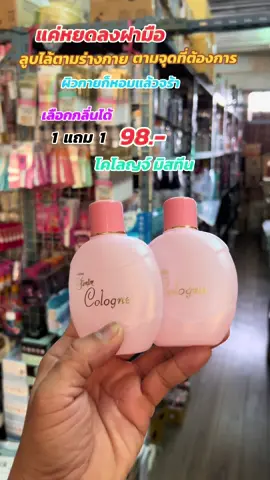 แค่หยดลงฝ่ามือ
ลูบไล้ตามร่างกาย ตามจุดที่ต้องการ
ผิวกายก็หอมแล้วจร้า
เลือกกลิ่นได้
1 แถม 1 98.-
โคโลญจ์ มิสทีน
Cologne
Cologne